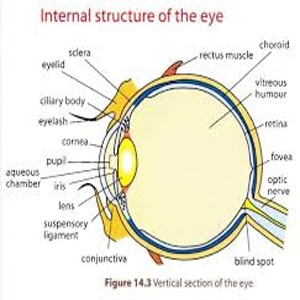 Internal structure of the eye
sclera
eyelid
ciliary body
eyelash
cornea
pupil
aqueous
chamber
iris
lens
suspensory
ligament
conjunctiva
rectus muscle
choroid
vitreous
humour
retina
fovea
optic
nerve
blind spot
Figure 14.3 Vertical section of the eye.